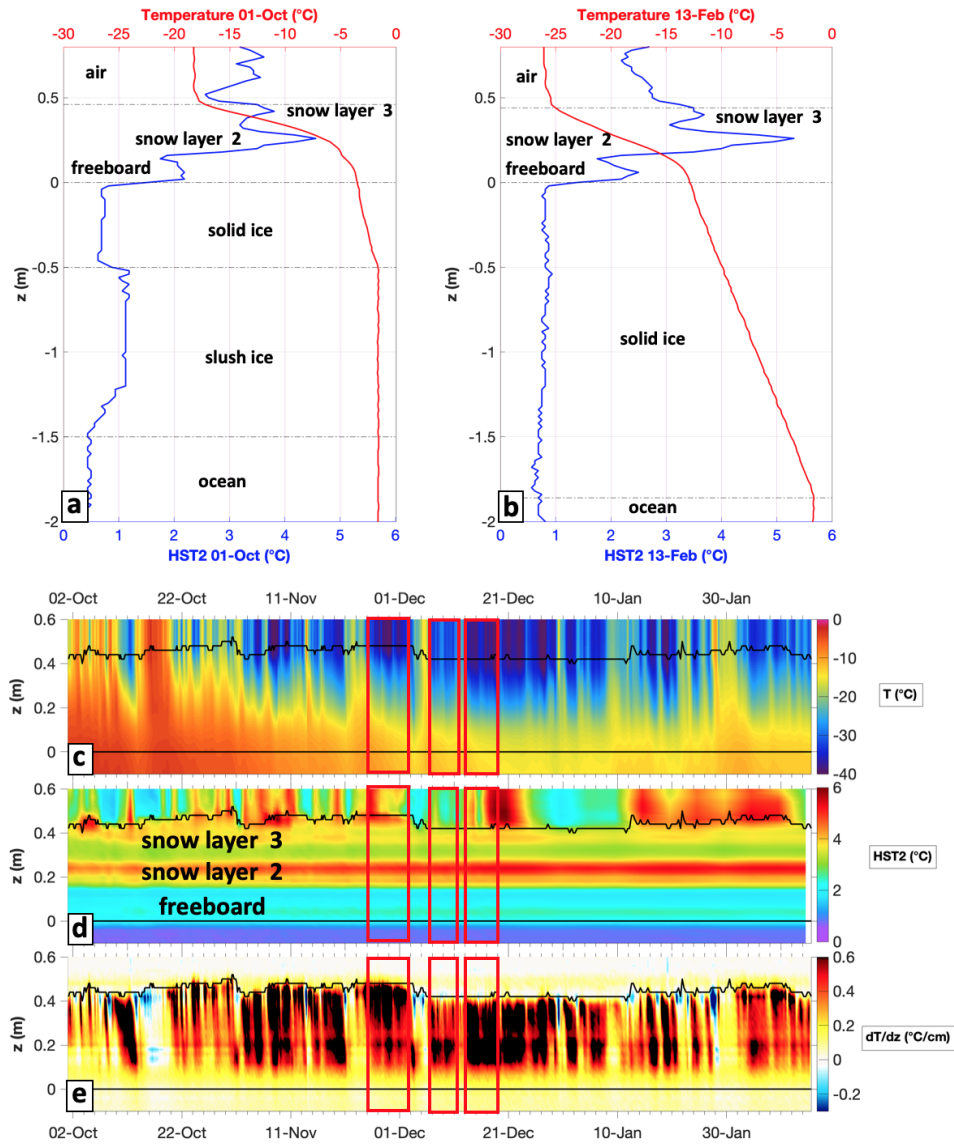 Temperature 01-Oct (°C)
-30 -25 -20 -15 -10 -5 0
air
snow layer 3
snow layer 2
freeboard
solid ice
slush ice
ocean
0.5
0
-0.5
-1
-1.5
-2
z (m)
a
0 1 2 3 4 5 6
HST2 01-Oct (°C)
Temperature 13-Feb (°C)
-30 -25 -20 -15 -10 -5 0
air
snow layer 3
snow layer 2
freeboard
solid ice
ocean
0.5
0
-0.5
-1
-1.5
-2
z (m)
b
0 1 2 3 4 5 6
HST2 13-Feb (°C)
02-Oct 22-Oct 11-Nov 01-Dec 21-Dec 10-Jan 30-Jan
0.6
0.4
0.2
0
z (m)
c
0
-10
-20
-30
-40
T (°C)
0.6
0.4
0.2
0
z (m)
snow layer 3
snow layer 2
freeboard
d
6
4
2
0
HST2 (°C)
0.6
0.4
0.2
0
z (m)
e
0.6
0.4
0.2
0
-0.2
dT/dz (°C/cm)
02-Oct 22-Oct 11-Nov 01-Dec 21-Dec 10-Jan 30-Jan